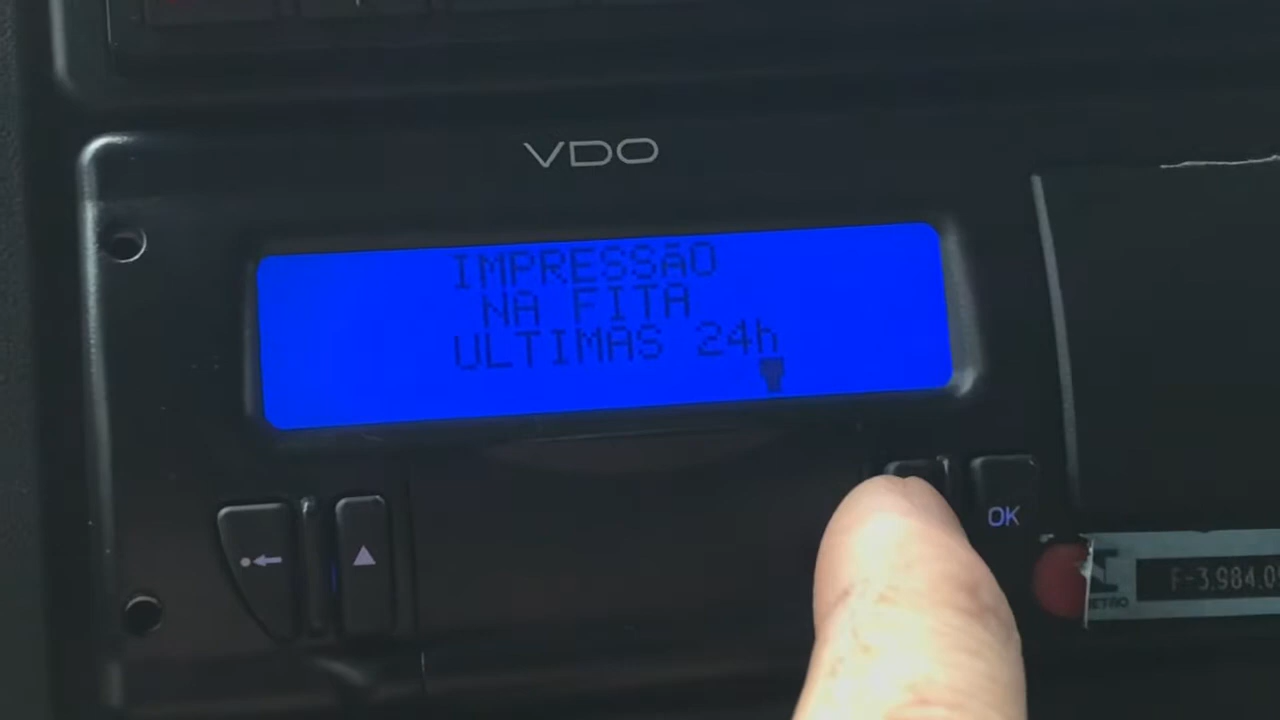 VDO
IMPRESSãO
NA FITA
ULTIMAS 24h
OK
F-3.984.0